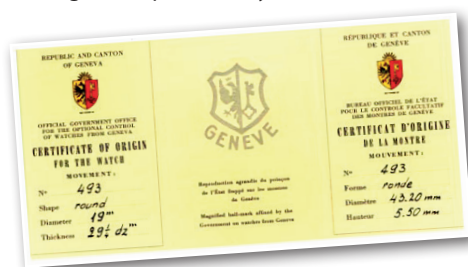 REPUBLIC AND CANTON
OF GENEVA
OFFICIAL GOVERNMENT OFFICE
FOR THE OPTIONAL CONTROL
OF WATCHES FROM GENEVA
CERTIFICATE OF ORIGIN
FOR THE WATCH
MOVEMENT:
No 493
Shape round
Diameter 19'''
Thickness 29¼ dz'''
GENEVE
Reproduction agrandie du poinçon
de l'État frappé sur les montres
de Genève
Magnified hall-mark affixed by the
Government on watches from Geneva
RÉPUBLIQUE ET CANTON
DE GENÈVE
BUREAU OFFICIEL DE L'ÉTAT
POUR LE CONTROLE FACULTATIF
DES MONTRES DE GENÈVE
CERTIFICAT D'ORIGINE
DE LA MONTRE
MOUVEMENT:
No 493
Forme ronde
Diamètre 43.20 mm
Hauteur 5.50 mm